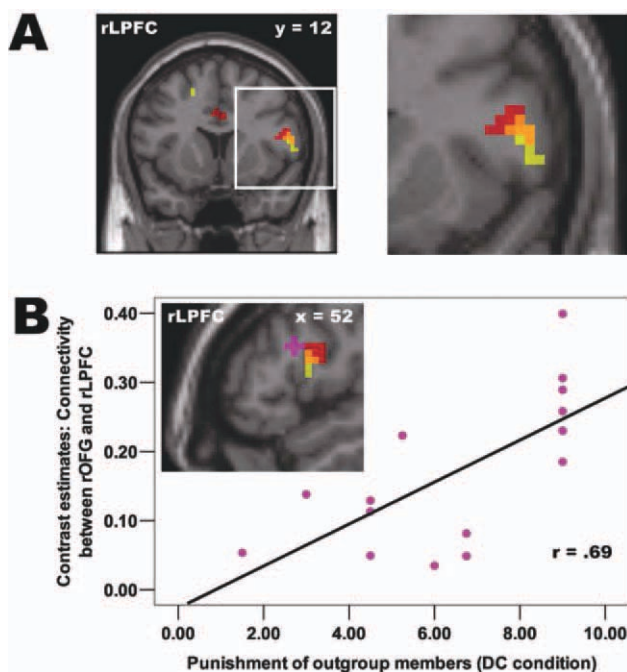 A
rLPFC y = 12
B
rLPFC x = 52
0.40
0.30
0.20
0.10
0.00
Contrast estimates: Connectivity
between rOFG and rLPFC
r = .69
0.00 2.00 4.00 6.00 8.00 10.00
Punishment of outgroup members (DC condition)